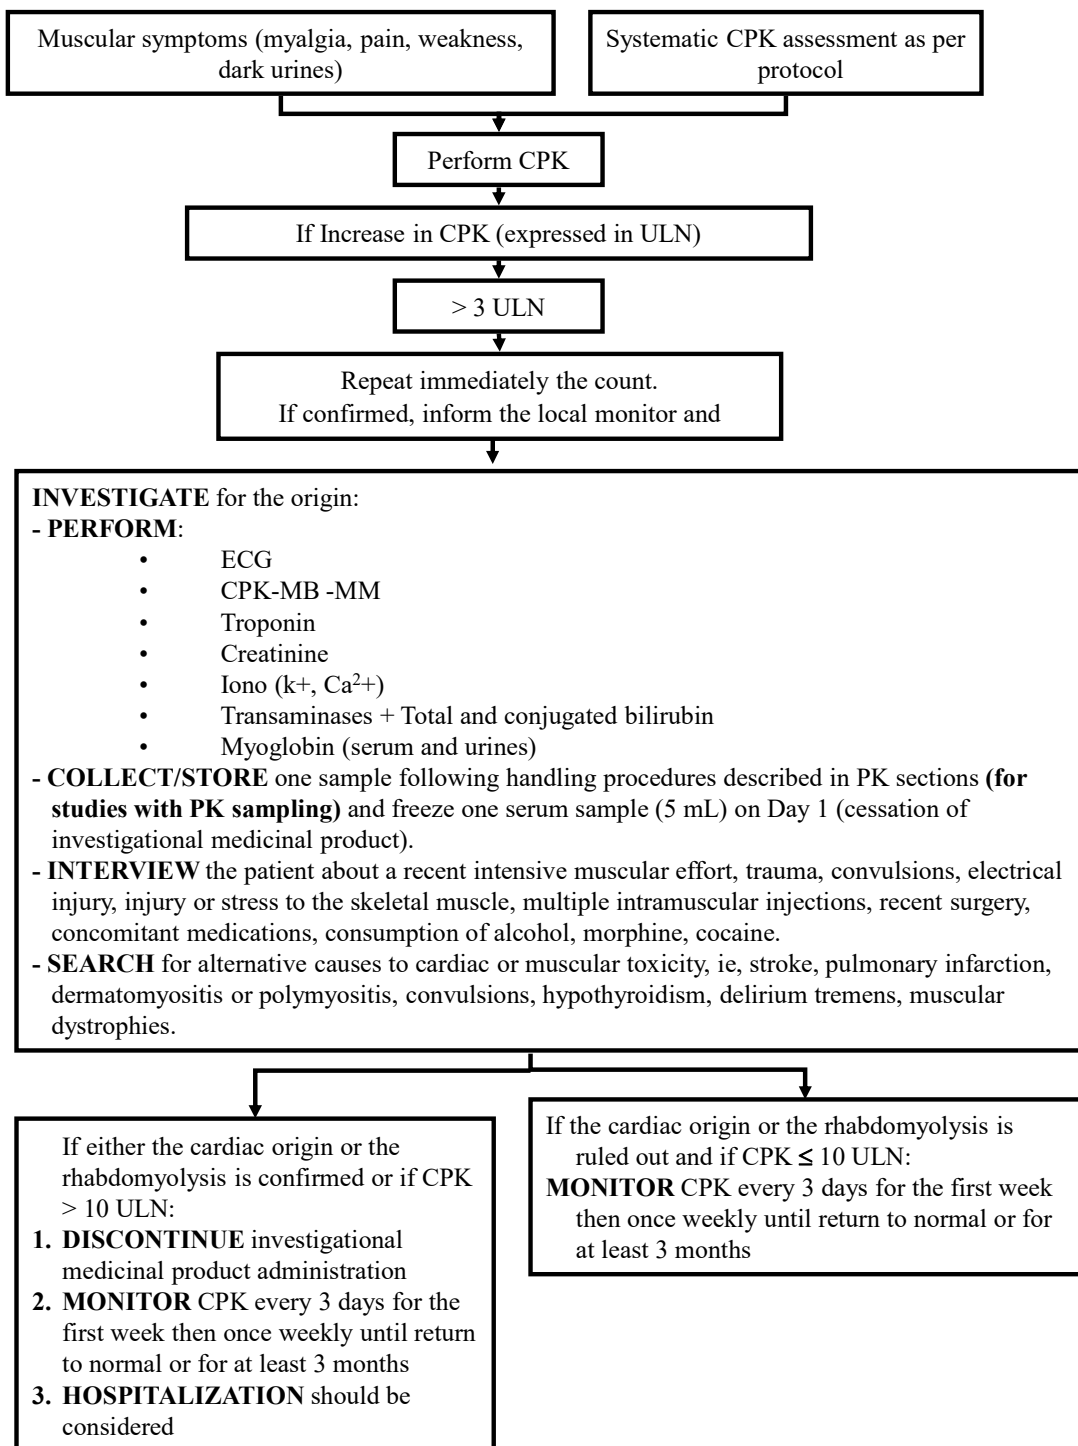 Muscular symptoms (myalgia, pain, weakness,
dark urines)
Systematic CPK assessment as per
protocol
Perform CPK
If Increase in CPK (expressed in ULN)
> 3 ULN
Repeat immediately the count.
If confirmed, inform the local monitor and
INVESTIGATE for the origin:
- PERFORM:
• ECG
• CPK-MB -MM
• Troponin
• Creatinine
• Iono (k+, Ca²⁺)
• Transaminases + Total and conjugated bilirubin
• Myoglobin (serum and urines)
- COLLECT/STORE one sample following handling procedures described in PK sections (for
studies with PK sampling) and freeze one serum sample (5 mL) on Day 1 (cessation of
investigational medicinal product).
- INTERVIEW the patient about a recent intensive muscular effort, trauma, convulsions, electrical
injury, injury or stress to the skeletal muscle, multiple intramuscular injections, recent surgery,
concomitant medications, consumption of alcohol, morphine, cocaine.
- SEARCH for alternative causes to cardiac or muscular toxicity, ie, stroke, pulmonary infarction,
dermatomyositis or polymyositis, convulsions, hypothyroidism, delirium tremens, muscular
dystrophies.
If either the cardiac origin or the
rhabdomyolysis is confirmed or if CPK
> 10 ULN:
1. DISCONTINUE investigational
medicinal product administration
2. MONITOR CPK every 3 days for the
first week then once weekly until return
to normal or for at least 3 months
3. HOSPITALIZATION should be
considered
If the cardiac origin or the rhabdomyolysis is
ruled out and if CPK ≤ 10 ULN:
MONITOR CPK every 3 days for the first week
then once weekly until return to normal or for
at least 3 months